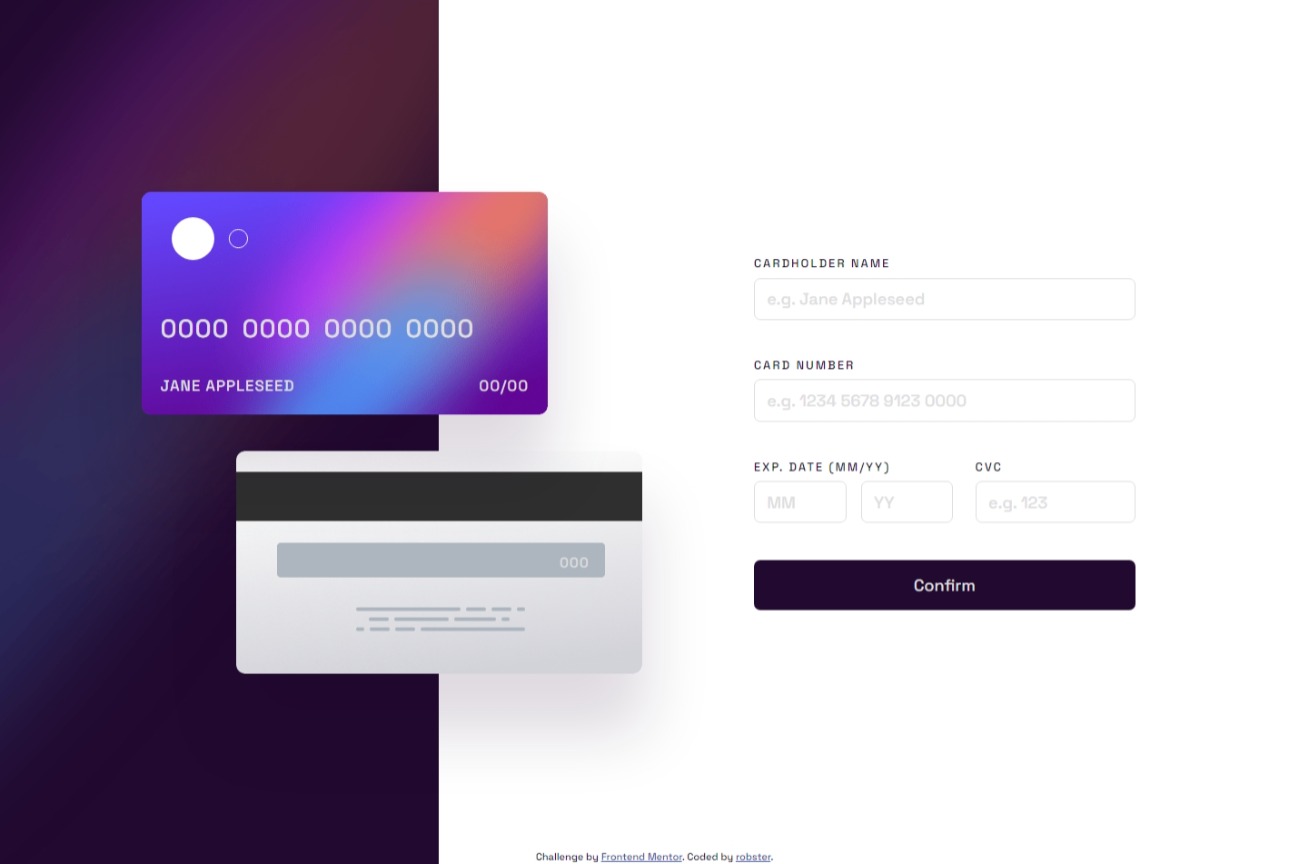 0000 0000 0000 0000
JANE APPLESEED 00/00
000
CARDHOLDER NAME
e.g. Jane Appleseed
CARD NUMBER
e.g. 1234 5678 9123 0000
EXP. DATE (MM/YY) CVC
MM YY e.g. 123
Confirm
Challenge by Frontend Mentor. Coded by robster.